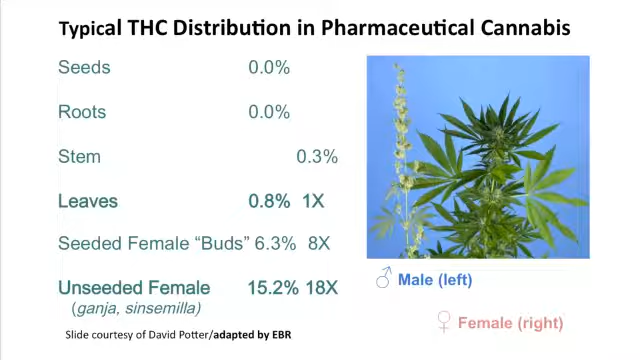 Typical THC Distribution in Pharmaceutical Cannabis
Seeds 0.0%
Roots 0.0%
Stem 0.3%
Leaves 0.8% 1X
Seeded Female “Buds” 6.3% 8X
Unseeded Female 15.2% 18X
(ganja, sinsemilla)
♂ Male (left)
♀ Female (right)
Slide courtesy of David Potter/adapted by EBR